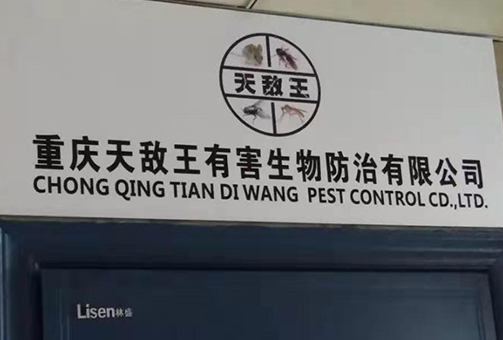 天敌王
重庆天敌王有害生物防治有限公司
CHONG QING TIAN DI WANG PEST CONTROL CD.,LTD.
Lisen林盛